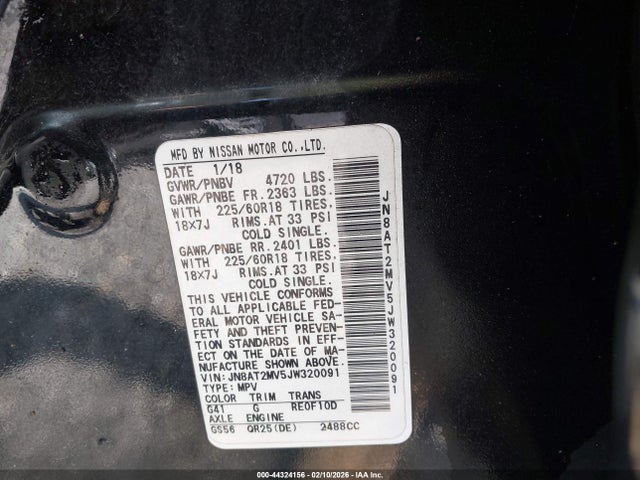 MFD BY NISSAN MOTOR CO.,LTD.
DATE 1/18
GVWR/PNBV 4720 LBS.
GAWR/PNBE FR. 2363 LBS.
WITH 225/60R18 TIRES.
18X7J RIMS.AT 33 PSI
COLD SINGLE.
GAWR/PNBE RR. 2401 LBS.
WITH 225/60R18 TIRES.
18X7J RIMS.AT 33 PSI
COLD SINGLE.
THIS VEHICLE CONFORMS
TO ALL APPLICABLE FED-
ERAL MOTOR VEHICLE SA-
FETY AND THEFT PREVEN-
TION STANDARDS IN EFF-
ECT ON THE DATE OF MA-
NUFACTURE SHOWN ABOVE.
VIN: JN8AT2MV5JW320091
TYPE: MPV
COLOR TRIM TRANS
G41 G RE0F10D
AXLE ENGINE
GS56 QR25(DE) 2488CC
JN8AT2MV5JW320091
00-44324156 - 02/10/2026 - IAA Inc.